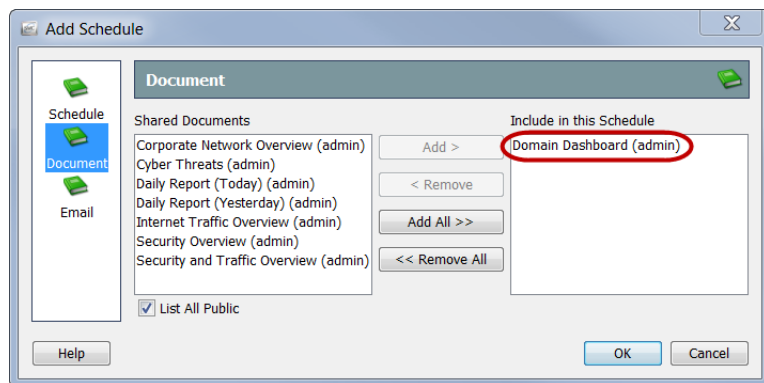 Add Schedule
Document
Schedule
Document
Email
Shared Documents
Corporate Network Overview (admin)
Cyber Threats (admin)
Daily Report (Today) (admin)
Daily Report (Yesterday) (admin)
Internet Traffic Overview (admin)
Security Overview (admin)
Security and Traffic Overview (admin)
List All Public
Add >
< Remove
Add All >>
<< Remove All
Include in this Schedule
Domain Dashboard (admin)
Help
OK
Cancel